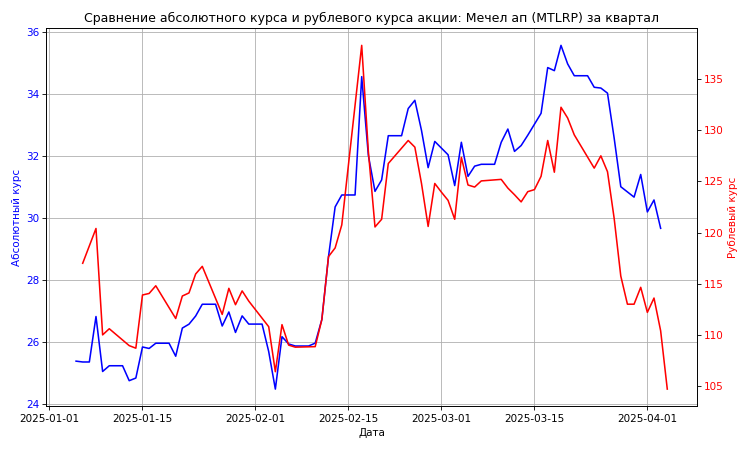 Сравнение абсолютного курса и рублевого курса акции: Мечел ап (MTLRP) за квартал
36
34
32
30
28
26
24
Абсолютный курс
135
130
125
120
115
110
105
Рублевый курс
2025-01-01 2025-01-15 2025-02-01 2025-02-15 2025-03-01 2025-03-15 2025-04-01
Дата